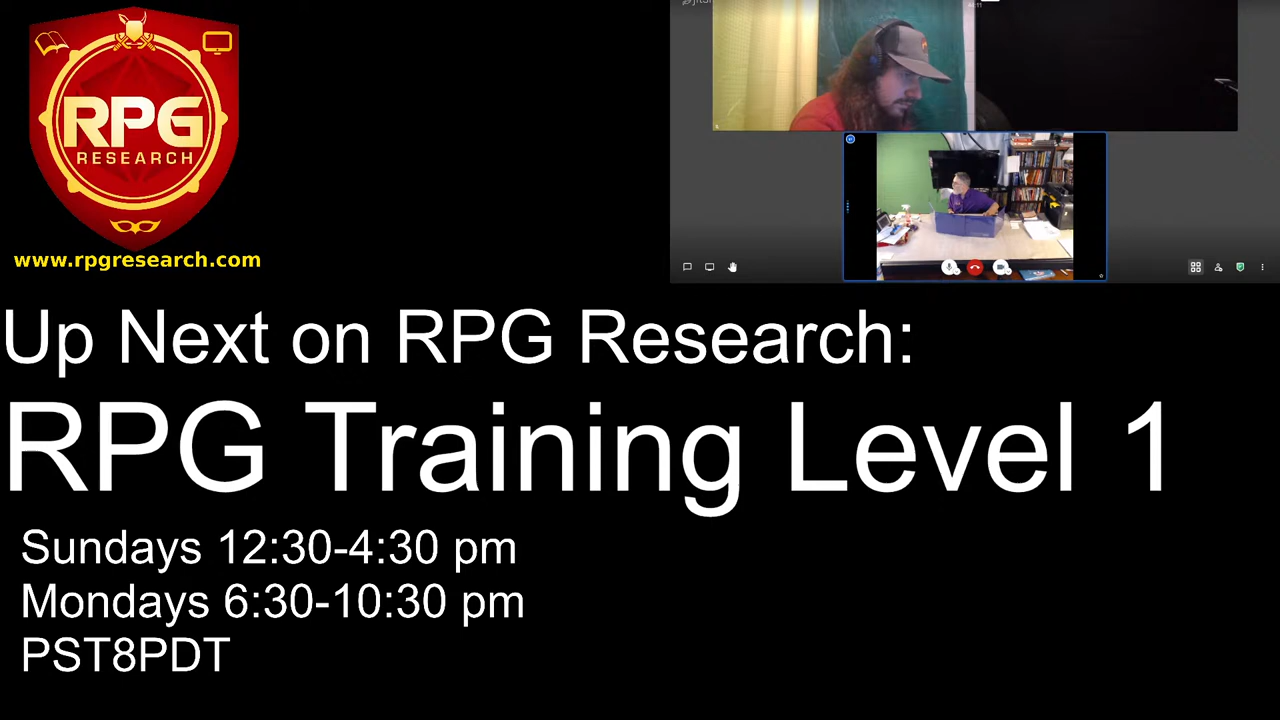 RPG
RESEARCH
www.rpgresearch.com
Up Next on RPG Research:
RPG Training Level 1
Sundays 12:30-4:30 pm
Mondays 6:30-10:30 pm
PST8PDT